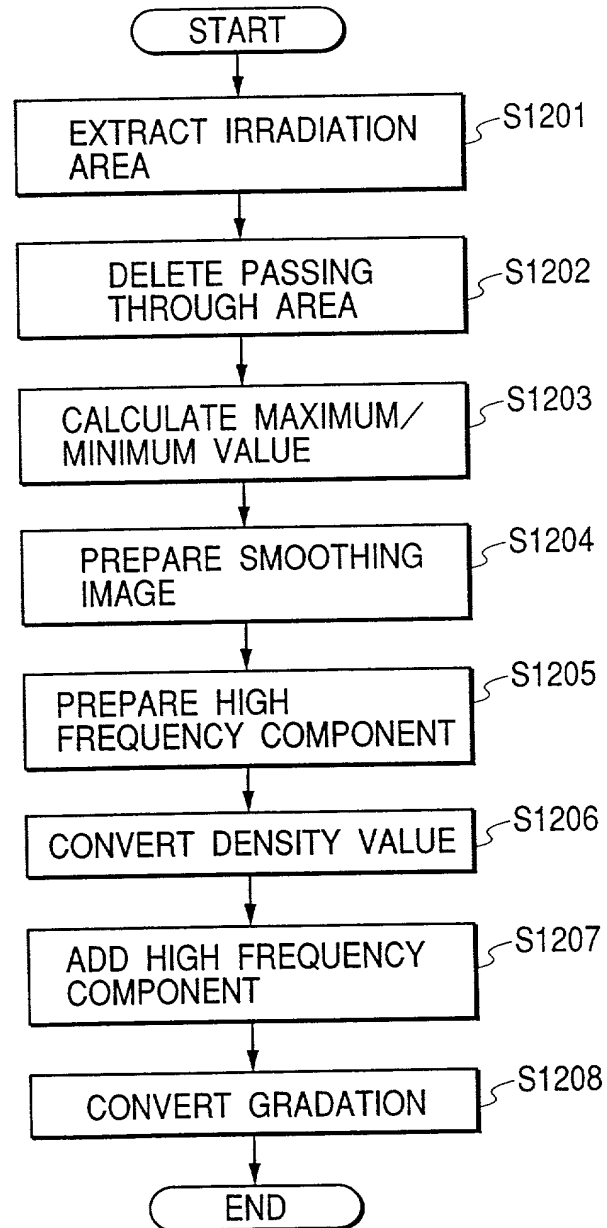 START
EXTRACT IRRADIATION
AREA
S1201
DELETE PASSING
THROUGH AREA
S1202
CALCULATE MAXIMUM/
MINIMUM VALUE
S1203
PREPARE SMOOTHING
IMAGE
S1204
PREPARE HIGH
FREQUENCY COMPONENT
S1205
CONVERT DENSITY VALUE
S1206
ADD HIGH FREQUENCY
COMPONENT
S1207
CONVERT GRADATION
S1208
END